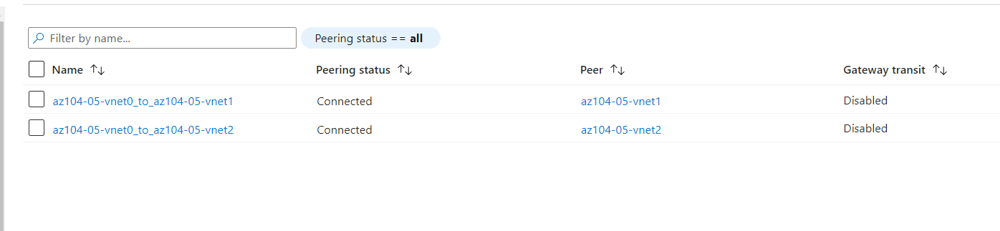 Filter by name...
Peering status == all
Name Peering status Peer Gateway transit
az104-05-vnet0_to_az104-05-vnet1 Connected az104-05-vnet1 Disabled
az104-05-vnet0_to_az104-05-vnet2 Connected az104-05-vnet2 Disabled